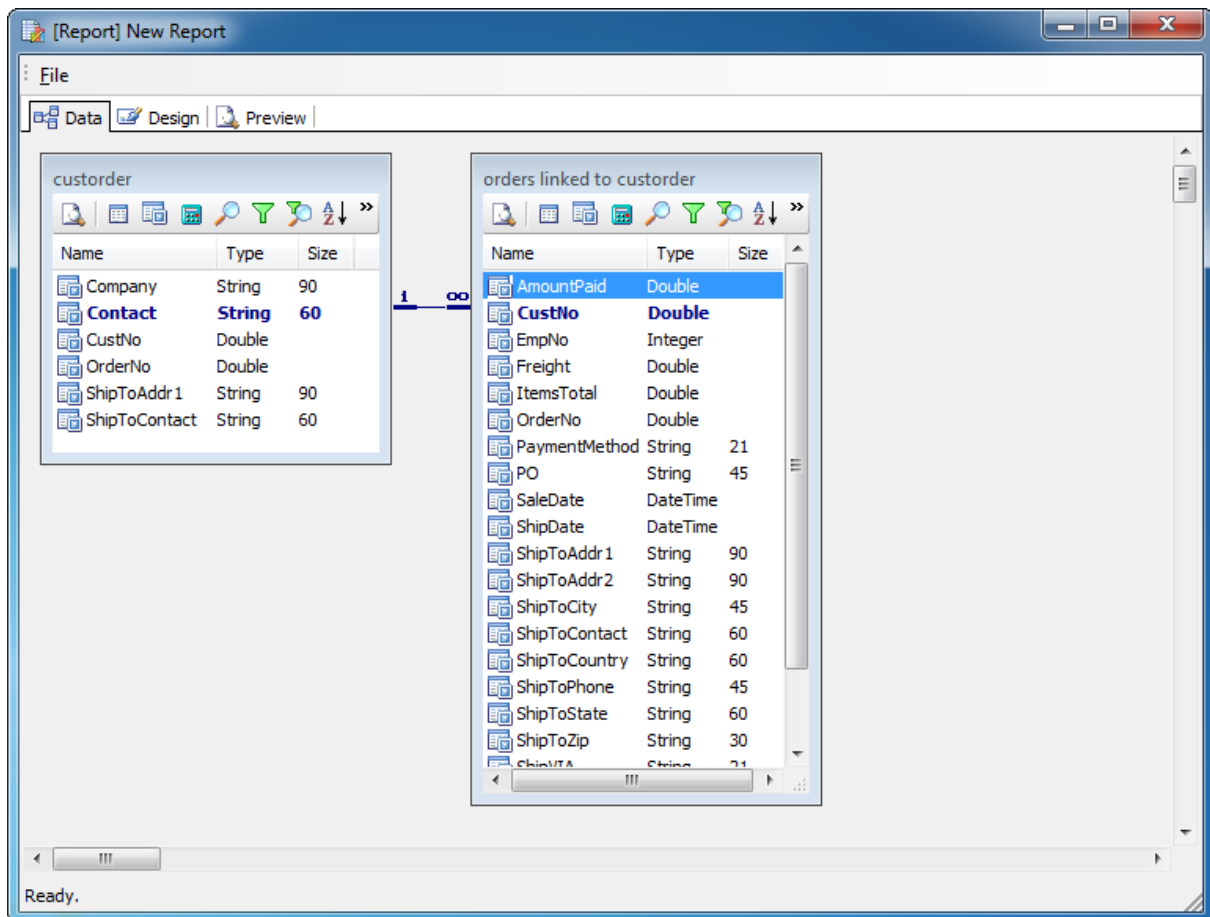 [Report] New Report
File
Data Design Preview
custorder
Name Type Size
Company String 90
Contact String 60
CustNo Double
OrderNo Double
ShipToAddr1 String 90
ShipToContact String 60
1 ∞
orders linked to custorder
Name Type Size
AmountPaid Double
CustNo Double
EmpNo Integer
Freight Double
ItemsTotal Double
OrderNo Double
PaymentMethod String 21
PO String 45
SaleDate DateTime
ShipDate DateTime
ShipToAddr1 String 90
ShipToAddr2 String 90
ShipToCity String 45
ShipToContact String 60
ShipToCountry String 60
ShipToPhone String 45
ShipToState String 60
ShipToZip String 30
ShipVIA String 21
Ready.